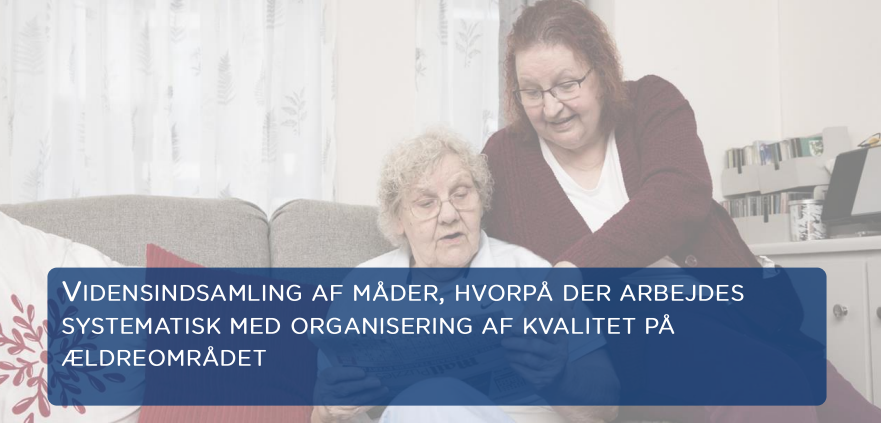 Vidensindsamling af måder, hvorpå der arbejdes
systematisk med organisering af kvalitet på
ældreområdet